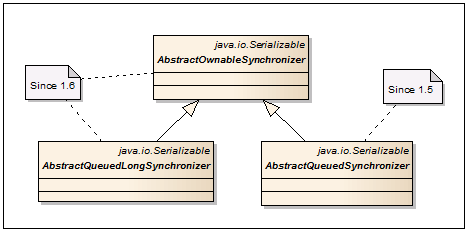 java.io.Serializable
AbstractOwnableSynchronizer
Since 1.6
Since 1.5
java.io.Serializable
AbstractQueuedLongSynchronizer
java.io.Serializable
AbstractQueuedSynchronizer